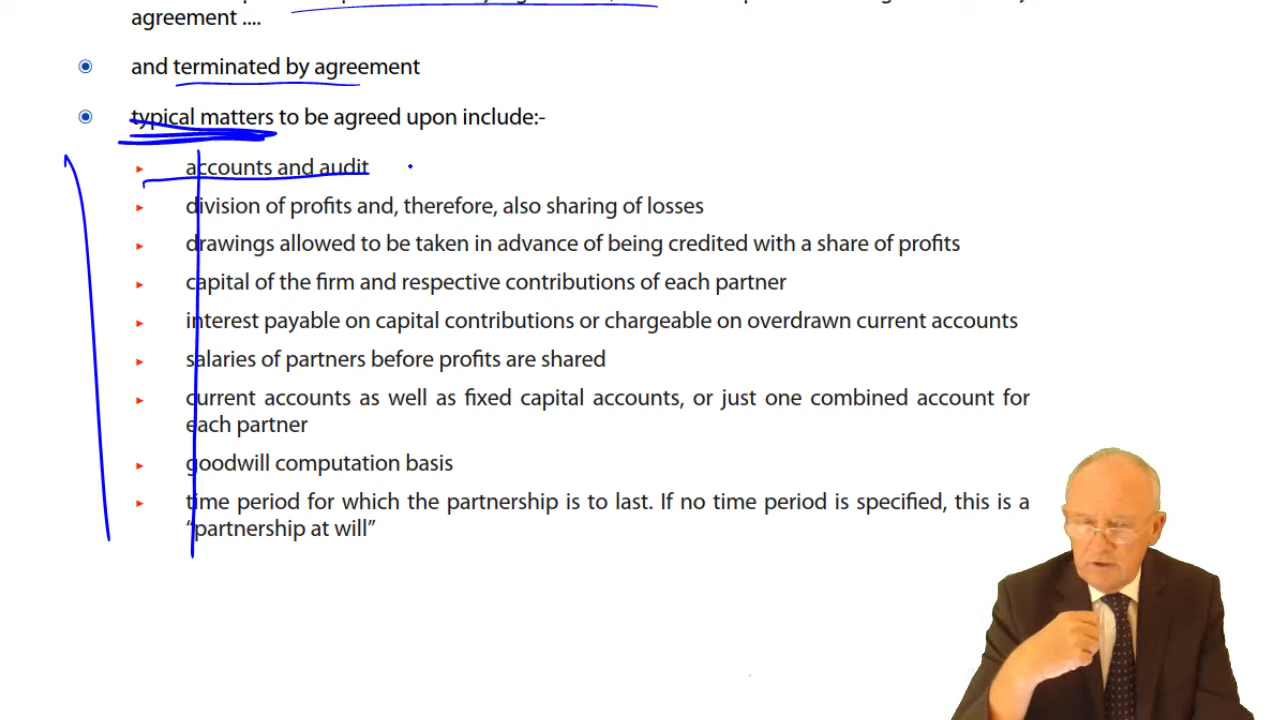 agreement ....
and terminated by agreement
typical matters to be agreed upon include:-
accounts and audit
division of profits and, therefore, also sharing of losses
drawings allowed to be taken in advance of being credited with a share of profits
capital of the firm and respective contributions of each partner
interest payable on capital contributions or chargeable on overdrawn current accounts
salaries of partners before profits are shared
current accounts as well as fixed capital accounts, or just one combined account for
each partner
goodwill computation basis
time period for which the partnership is to last. If no time period is specified, this is a
“partnership at will”